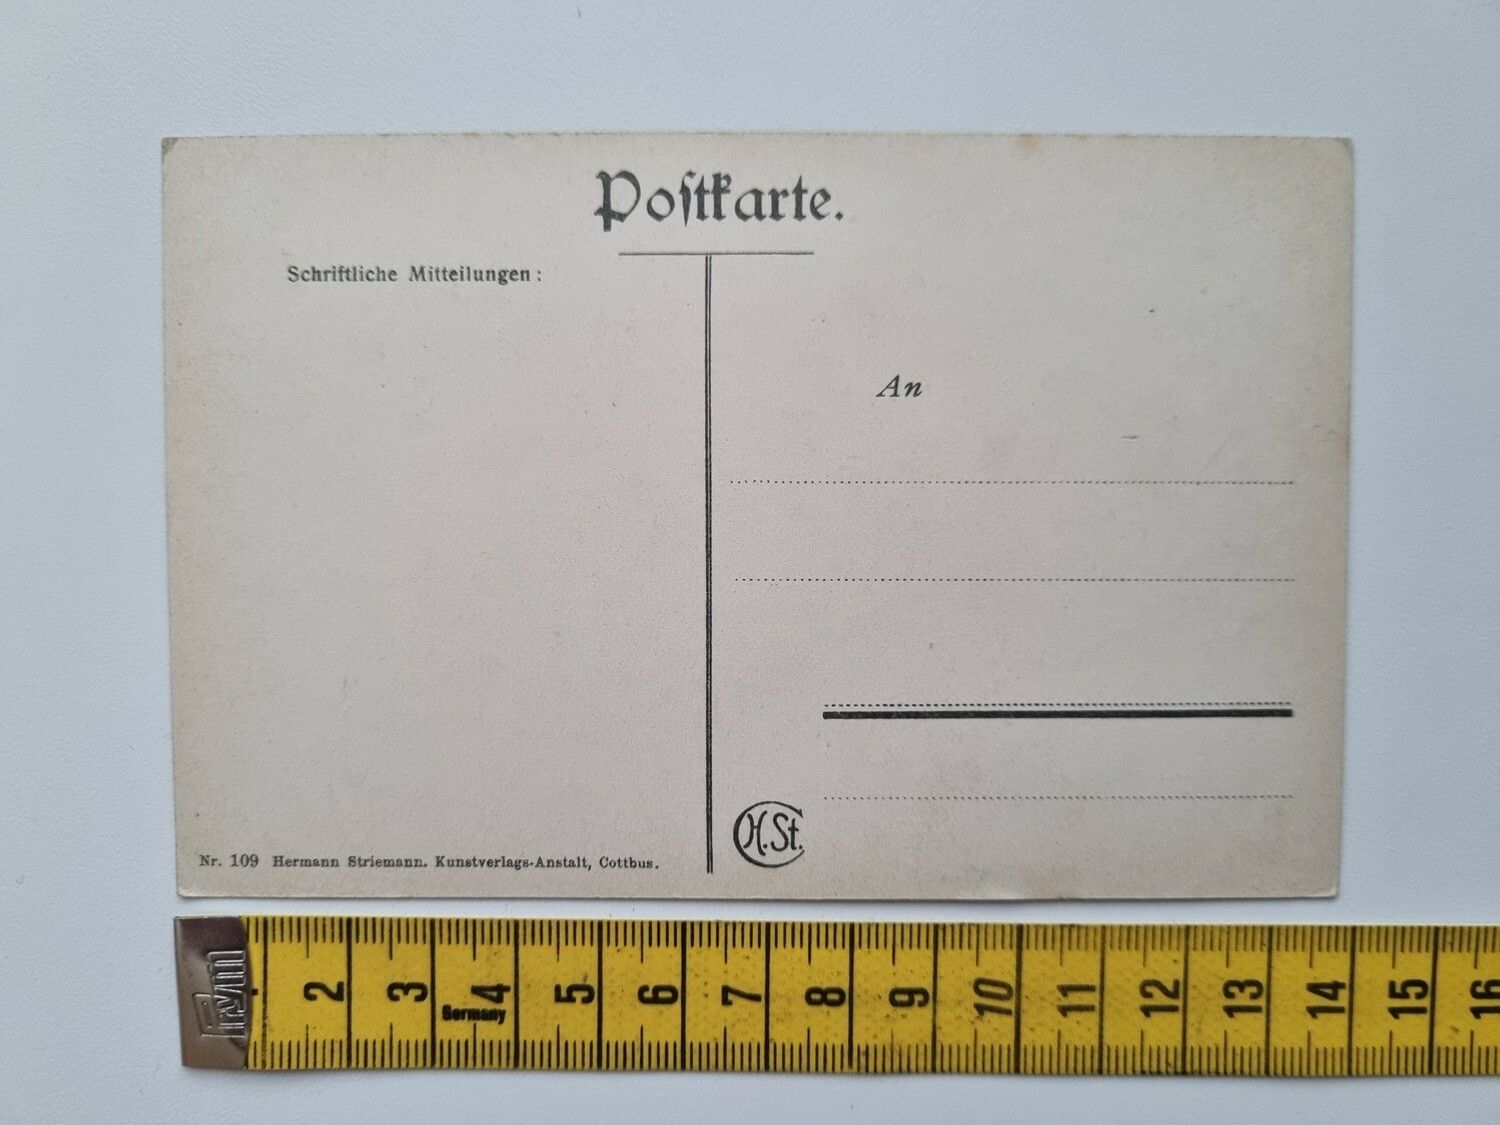 Poſtkarte.
Schriftliche Mitteilungen:
An
H.St.
Nr. 109 Hermann Striemann. Kunstverlags-Anstalt, Cottbus.
Prym
2 3 4 5 6 7 8 9 10 11 12 13 14 15 16
Germany